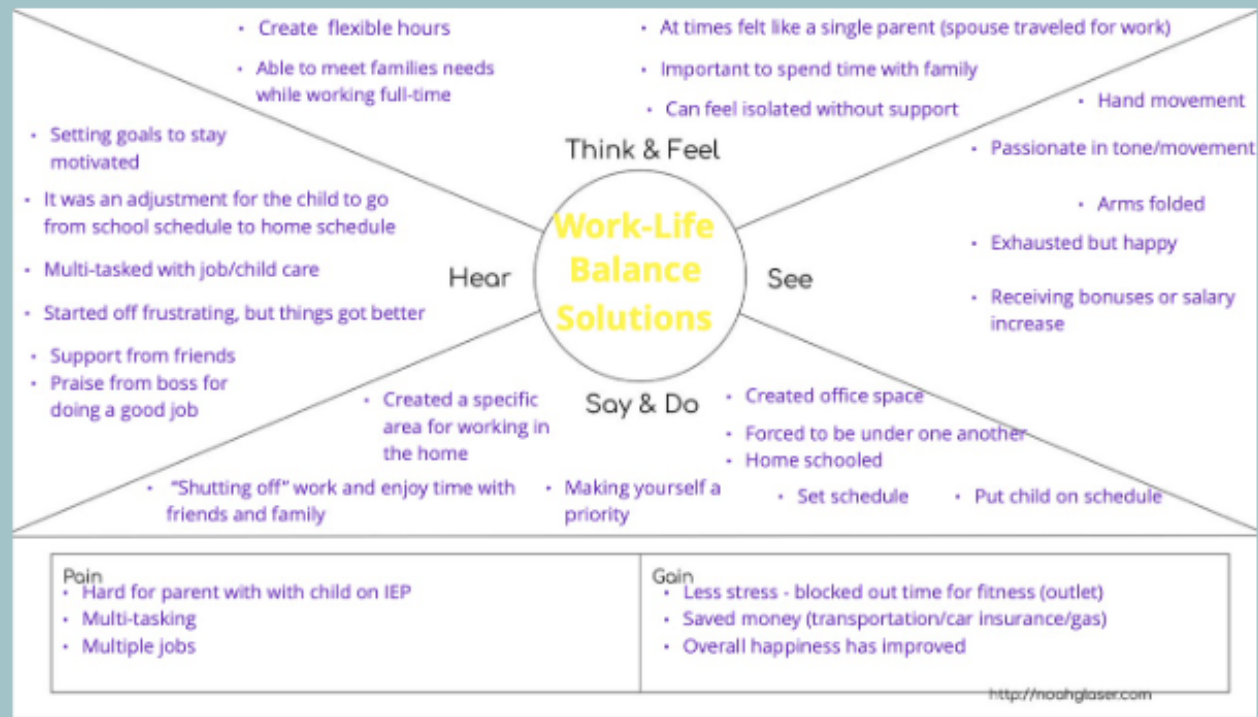 • Create flexible hours
• Able to meet families needs
while working full-time
• At times felt like a single parent (spouse traveled for work)
• Important to spend time with family
• Can feel isolated without support
Think & Feel
• Setting goals to stay
motivated
• It was an adjustment for the child to go
from school schedule to home schedule
• Multi-tasked with job/child care
• Started off frustrating, but things got better
• Support from friends
• Praise from boss for
doing a good job
Hear
Work-Life
Balance
Solutions
See
• Hand movement
• Passionate in tone/movement
• Arms folded
• Exhausted but happy
• Receiving bonuses or salary
increase
Say & Do
• Created a specific
area for working in
the home
• "Shutting off" work and enjoy time with
friends and family
• Making yourself a
priority
• Created office space
• Forced to be under one another
• Home schooled
• Set schedule
• Put child on schedule
Pain
• Hard for parent with with child on IEP
• Multi-tasking
• Multiple jobs
Gain
• Less stress - blocked out time for fitness (outlet)
• Saved money (transportation/car insurance/gas)
• Overall happiness has improved
http://noahglaser.com